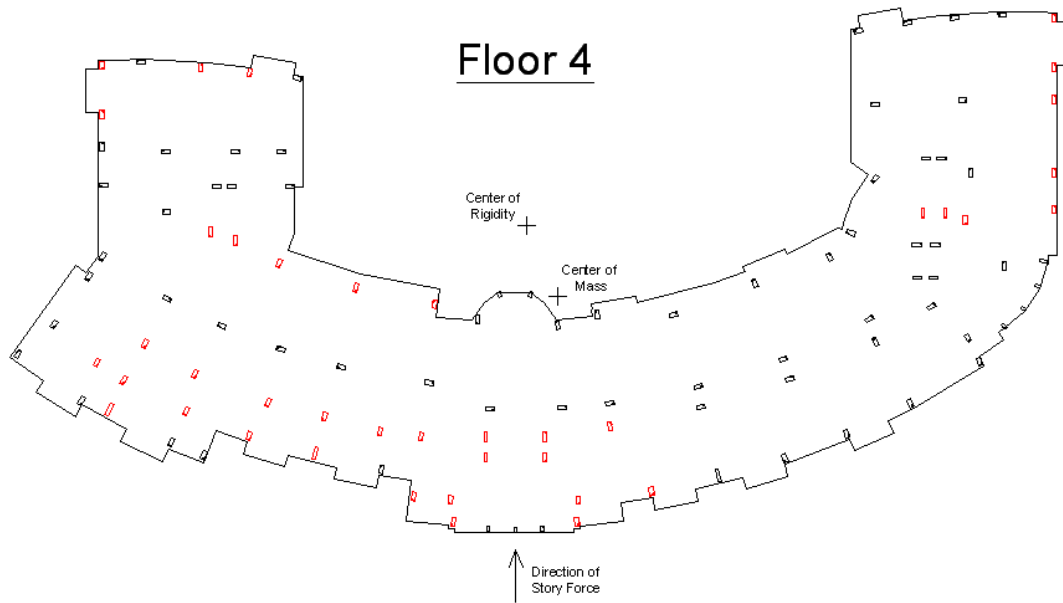 Floor 4
Center of
Rigidity
Center of
Mass
Direction of
Story Force